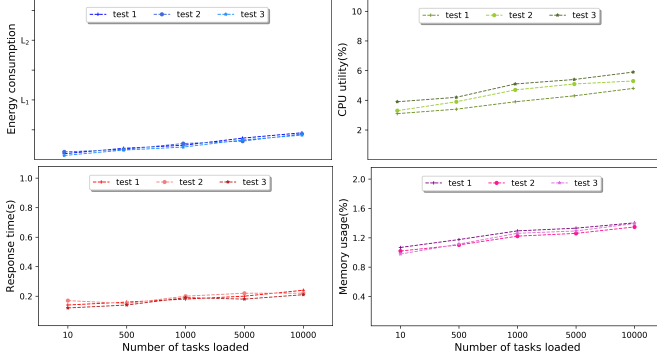 test 1 test 2 test 3
Energy consumption
L2
L1
test 1 test 2 test 3
CPU utility(%)
10
8
6
4
2
test 1 test 2 test 3
Response time(s)
1.0
0.8
0.6
0.4
0.2
10 500 1000 5000 10000
Number of tasks loaded
test 1 test 2 test 3
Memory usage(%)
2.0
1.6
1.2
0.8
0.4
10 500 1000 5000 10000
Number of tasks loaded